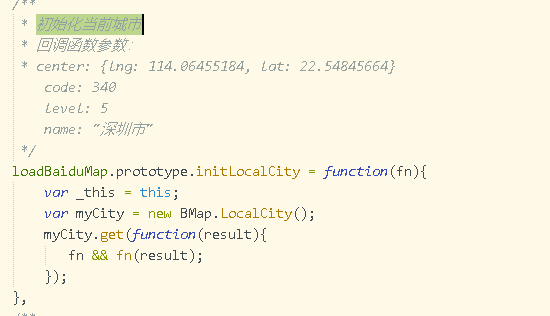 /**
* 初始化当前城市
* 回调函数参数:
* center: {lng: 114.06455184, lat: 22.54845664}
code: 340
level: 5
name: "深圳市"
*/
loadBaiduMap.prototype.initLocalCity = function(fn){
var _this = this;
var myCity = new BMap.LocalCity();
myCity.get(function(result){
fn && fn(result);
});
},
/**